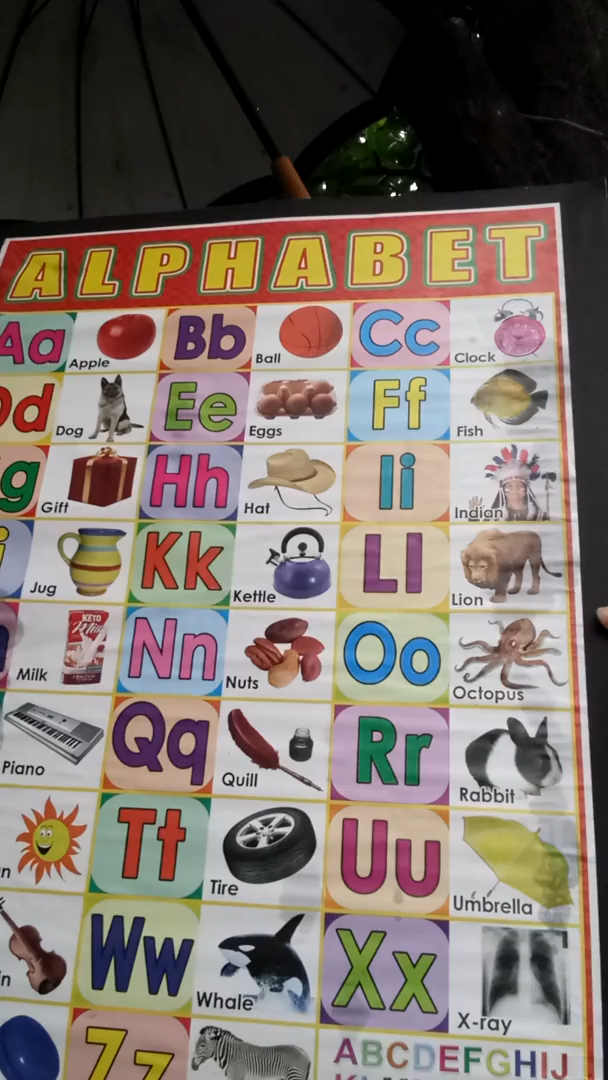 ALPHABET
Aa Apple Bb Ball Cc Clock
Dd Dog Ee Eggs Ff Fish
g Gift Hh Hat Ii Indian
j Jug Kk Kettle Ll Lion
KETO
Milk
Milk Nn Nuts Oo Octopus
Piano Qq Quill Rr Rabbit
n Tt Tire Uu Umbrella
in Ww Whale Xx X-ray
Zz
ABCDEFGHIJ